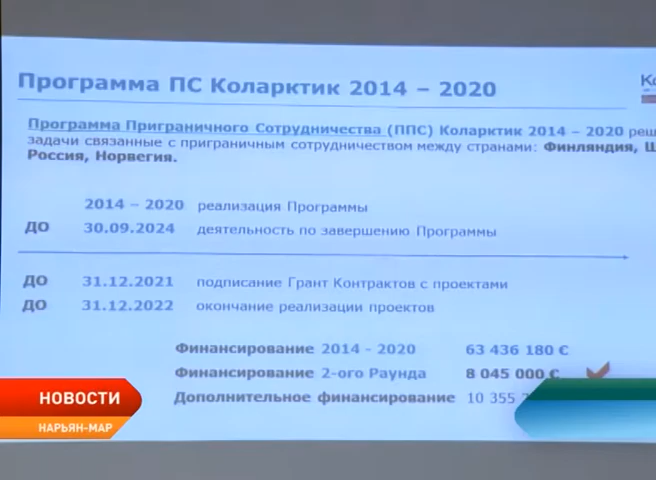 Программа ПС Коларктик 2014 – 2020
Программа Приграничного Сотрудничества (ППС) Коларктик 2014 – 2020
задачи связанные с приграничным сотрудничеством между странами: Финляндия,
Россия, Норвегия.
2014 – 2020 реализация Программы
ДО 30.09.2024 деятельность по завершению Программы
ДО 31.12.2021 подписание Грант Контрактов с проектами
ДО 31.12.2022 окончание реализации проектов
Финансирование 2014 - 2020 63 436 180 €
Финансирование 2-ого Раунда 8 045 000 €
Дополнительное финансирование 10 355
НОВОСТИ
НАРЬЯН-МАР